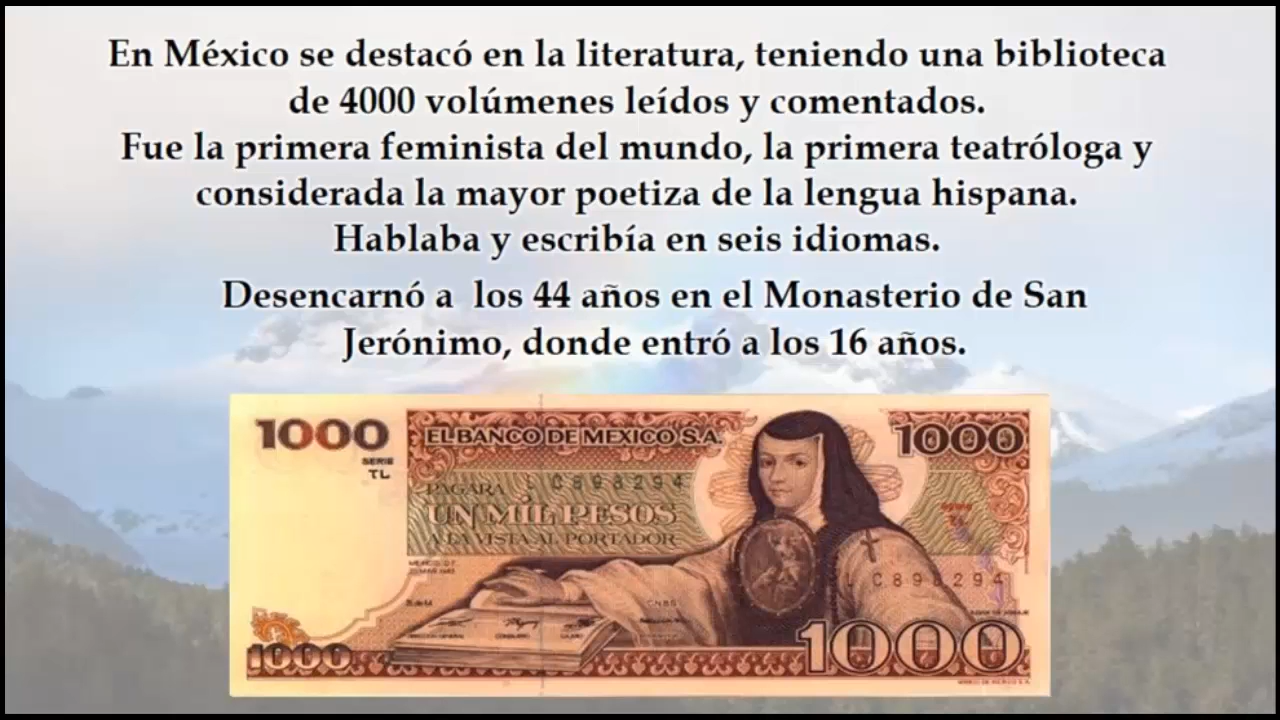 En México se destacó en la literatura, teniendo una biblioteca
de 4000 volúmenes leídos y comentados.
Fue la primera feminista del mundo, la primera teatróloga y
considerada la mayor poetiza de la lengua hispana.
Hablaba y escribía en seis idiomas.
Desencarnó a los 44 años en el Monasterio de San
Jerónimo, donde entró a los 16 años.
1000
SERIE
TL
EL BANCO DE MEXICO S.A.
1000
PAGARA
UN MIL PESOS
A LA VISTA AL PORTADOR
MEXICO, D.F.
1000
1000